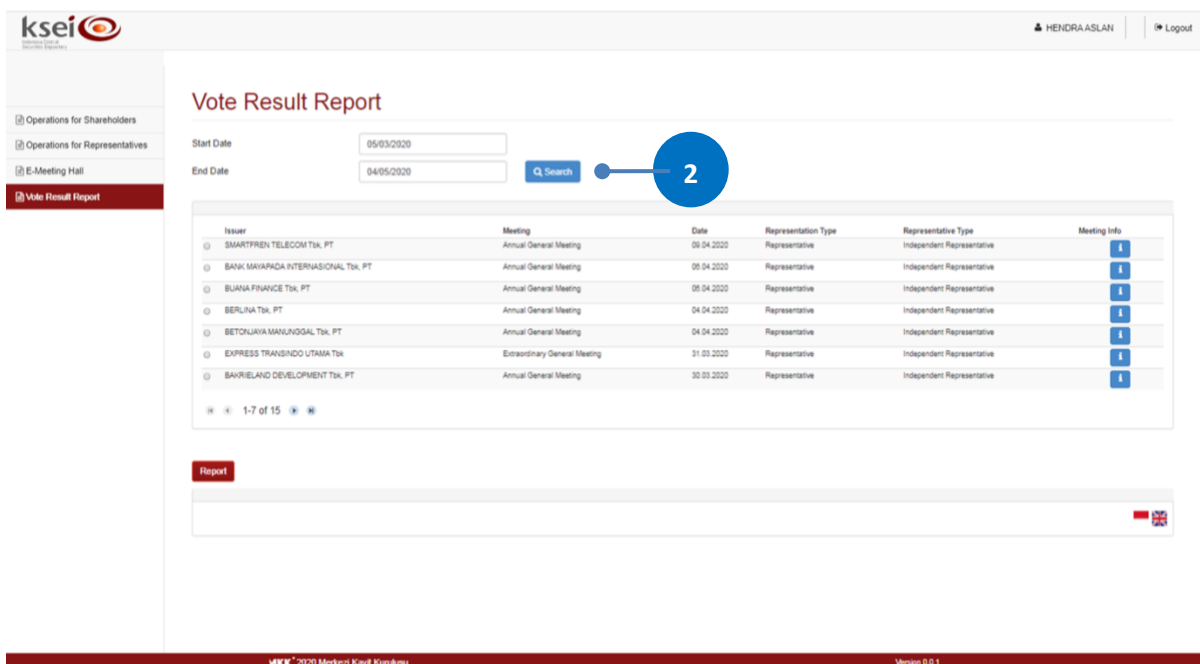 ksei
Indonesia Central
Securities Depository
HENDRA ASLAN
Logout
Operations for Shareholders
Operations for Representatives
E-Meeting Hall
Vote Result Report
Vote Result Report
Start Date 05/03/2020
End Date 04/05/2020 Search 2
Issuer Meeting Date Representation Type Representative Type Meeting Info
SMARTFREN TELECOM Tbk, PT Annual General Meeting 09.04.2020 Representative Independent Representative i
BANK MAYAPADA INTERNASIONAL Tbk, PT Annual General Meeting 06.04.2020 Representative Independent Representative i
BUANA FINANCE Tbk, PT Annual General Meeting 06.04.2020 Representative Independent Representative i
BERLINA Tbk, PT Annual General Meeting 04.04.2020 Representative Independent Representative i
BETONJAYA MANUNGGAL Tbk, PT Annual General Meeting 04.04.2020 Representative Independent Representative i
EXPRESS TRANSINDO UTAMA Tbk Extraordinary General Meeting 31.03.2020 Representative Independent Representative i
BAKRIELAND DEVELOPMENT Tbk, PT Annual General Meeting 30.03.2020 Representative Independent Representative i
1-7 of 15
Report
MKK 2020 Merkezi Kayit Kurulusu Version 0.0.1